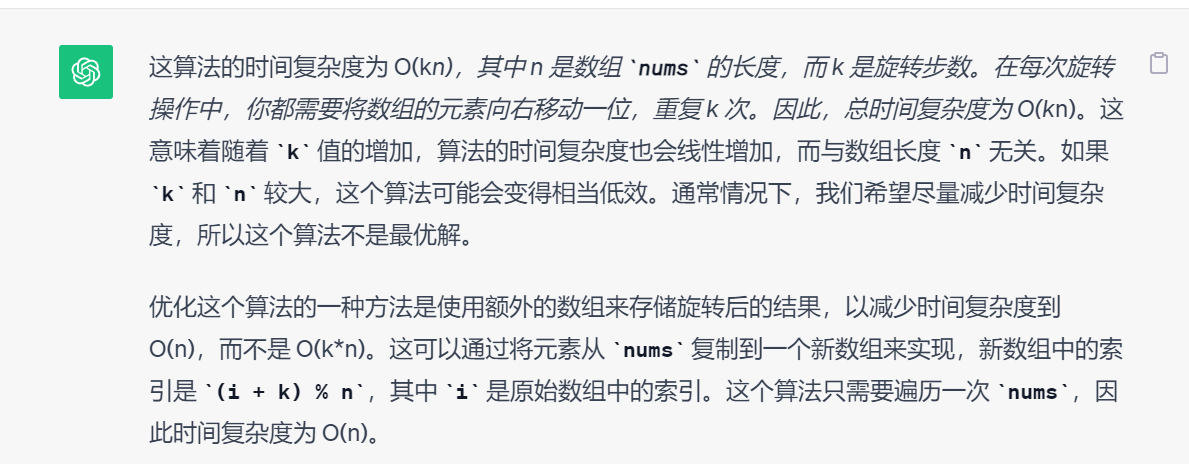 这算法的时间复杂度为 O(kn)，其中 n 是数组 `nums` 的长度，而 k 是旋转步数。在每次旋转
操作中，你都需要将数组的元素向右移动一位，重复 k 次。因此，总时间复杂度为 O(kn)。这
意味着随着 `k` 值的增加，算法的时间复杂度也会线性增加，而与数组长度 `n` 无关。如果
`k` 和 `n` 较大，这个算法可能会变得相当低效。通常情况下，我们希望尽量减少时间复杂
度，所以这个算法不是最优解。
优化这个算法的一种方法是使用额外的数组来存储旋转后的结果，以减少时间复杂度到
O(n)，而不是 O(k*n)。这可以通过将元素从 `nums` 复制到一个新数组来实现，新数组中的索
引是 `(i + k) % n`，其中 `i` 是原始数组中的索引。这个算法只需要遍历一次 `nums`，因
此时间复杂度为 O(n)。